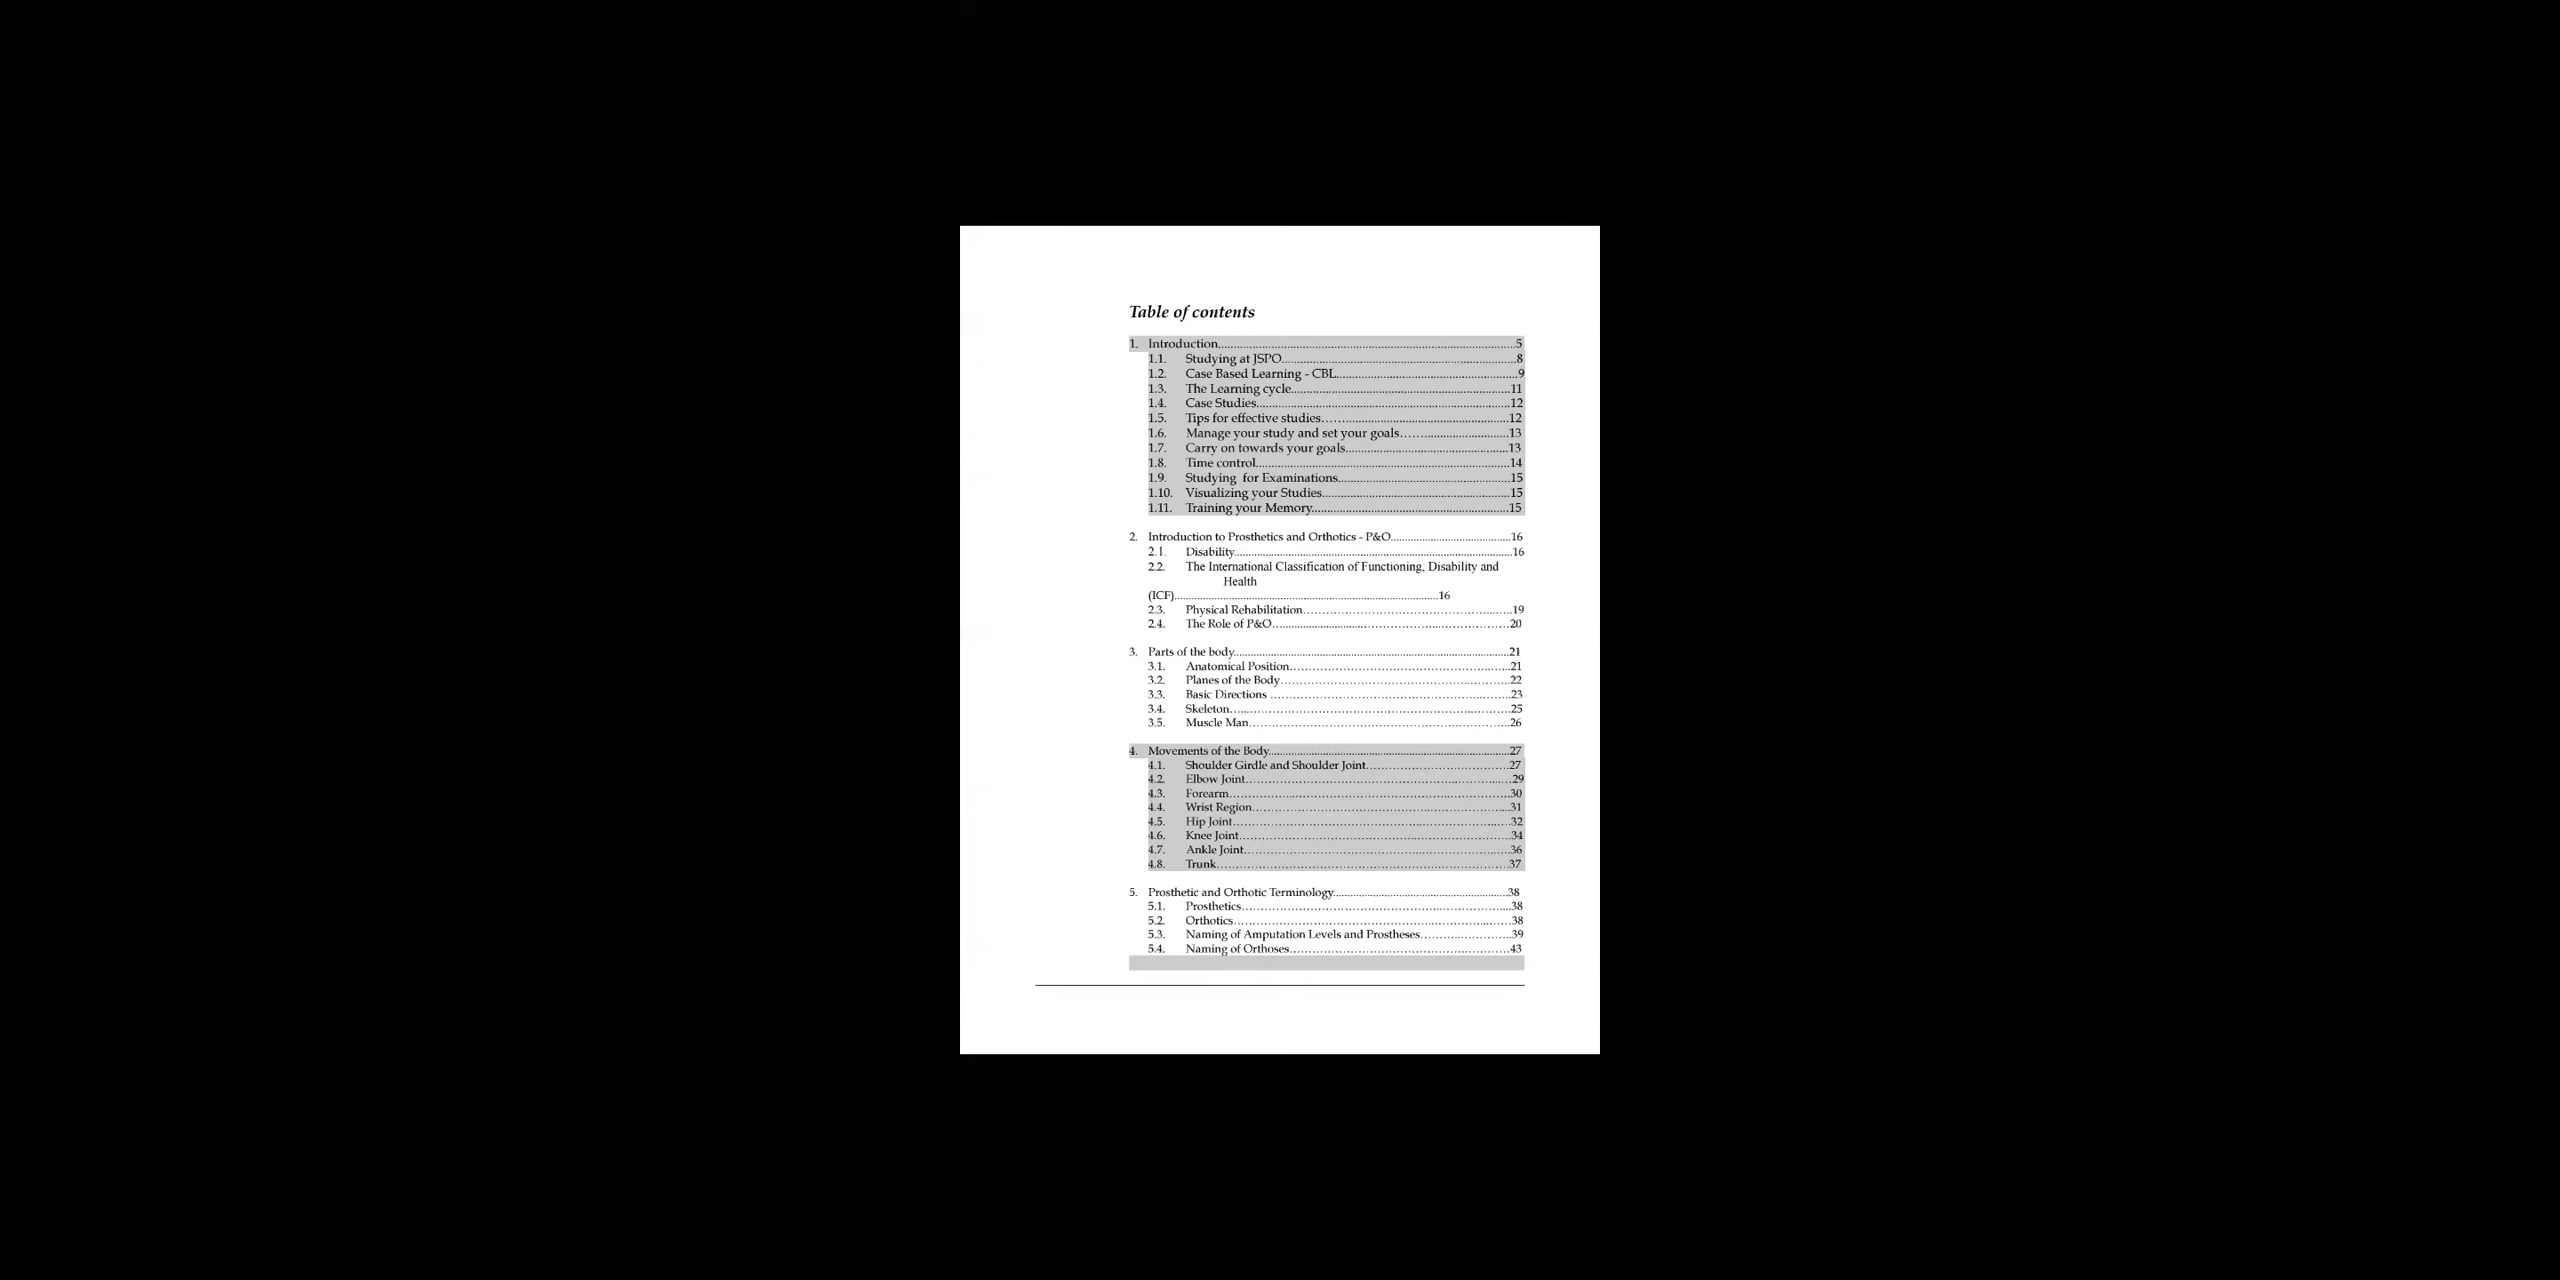 Table of contents
1. Introduction..........5
1.1. Studying at JSPO..........8
1.2. Case Based Learning - CBL..........9
1.3. The Learning cycle..........11
1.4. Case Studies..........12
1.5. Tips for effective studies..........12
1.6. Manage your study and set your goals..........13
1.7. Carry on towards your goals..........13
1.8. Time control..........14
1.9. Studying for Examinations..........15
1.10. Visualizing your Studies..........15
1.11. Training your Memory..........15
2. Introduction to Prosthetics and Orthotics - P&O..........16
2.1. Disability..........16
2.2. The International Classification of Functioning, Disability and
Health
(ICF)..........16
2.3. Physical Rehabilitation..........19
2.4. The Role of P&O..........20
3. Parts of the body..........21
3.1. Anatomical Position..........21
3.2. Planes of the Body..........22
3.3. Basic Directions ..........23
3.4. Skeleton..........25
3.5. Muscle Man..........26
4. Movements of the Body..........27
4.1. Shoulder Girdle and Shoulder Joint..........27
4.2. Elbow Joint..........29
4.3. Forearm..........30
4.4. Wrist Region..........31
4.5. Hip Joint..........32
4.6. Knee Joint..........34
4.7. Ankle Joint..........36
4.8. Trunk..........37
5. Prosthetic and Orthotic Terminology..........38
5.1. Prosthetics..........38
5.2. Orthotics..........38
5.3. Naming of Amputation Levels and Prostheses..........39
5.4. Naming of Orthoses..........43